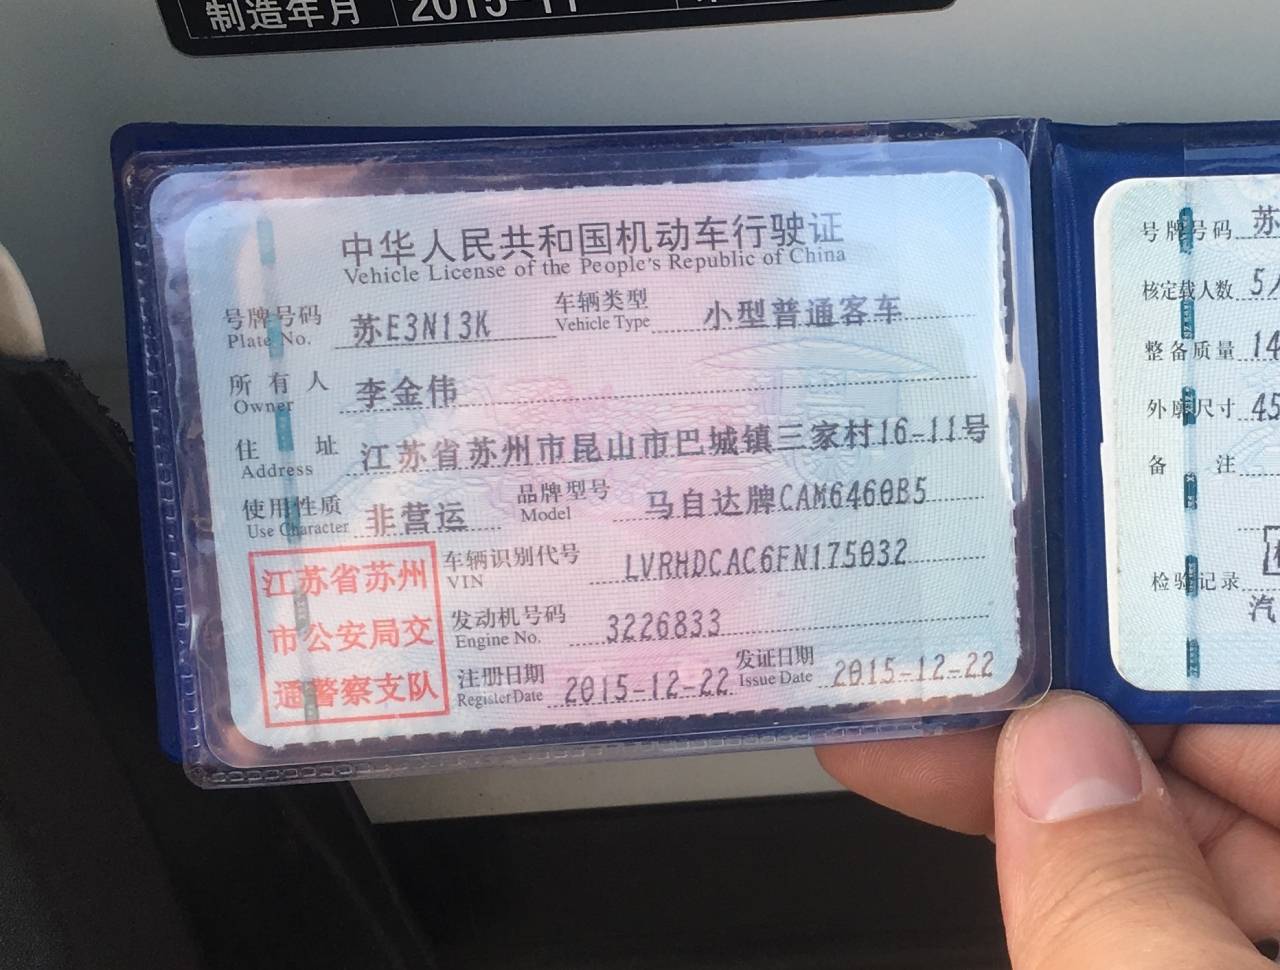 制造年月 2015-11
中华人民共和国机动车行驶证
Vehicle License of the People's Republic of China
号牌号码 苏E3N13K 车辆类型 小型普通客车
Plate No. Vehicle Type
所有人 李金伟
Owner
住址 江苏省苏州市昆山市巴城镇三家村16-11号
Address
使用性质 非营运 品牌型号 马自达牌CAM6460B5
Use Character Model
车辆识别代号 LVRHDCAC6FN175032
VIN
发动机号码 3226833
Engine No.
注册日期 2015-12-22 发证日期 2015-12-22
Register Date Issue Date
江苏省苏州
市公安局交
通警察支队
号牌号码 苏
核定载人数 5
整备质量 14
外廓尺寸 45
备注
检验记录
汽